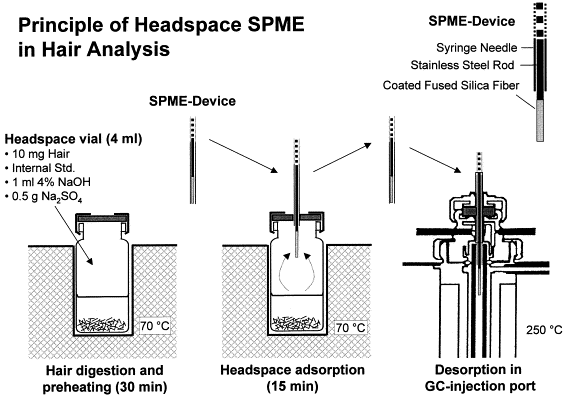 Principle of Headspace SPME
in Hair Analysis
SPME-Device
Syringe Needle
Stainless Steel Rod
Coated Fused Silica Fiber
SPME-Device
Headspace vial (4 ml)
• 10 mg Hair
• Internal Std.
• 1 ml 4% NaOH
• 0.5 g Na2SO4
70 °C
70 °C
250 °C
Hair digestion and
preheating (30 min)
Headspace adsorption
(15 min)
Desorption in
GC-injection port